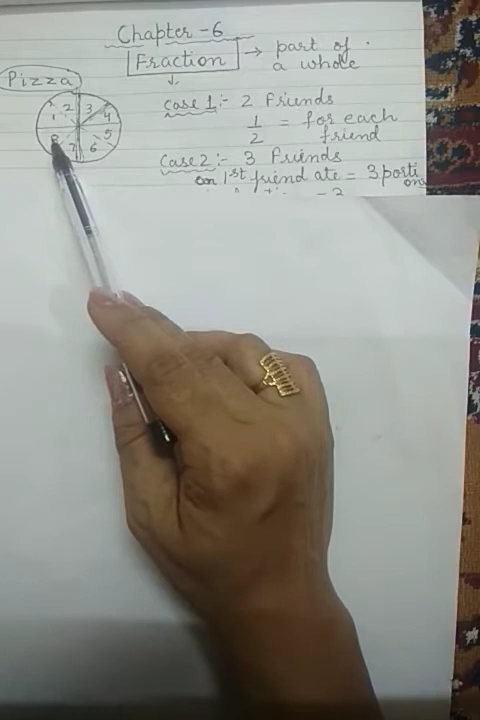 Chapter - 6
Fraction → part of a whole
Pizza
1 2 3 4 5 6 7 8
Case 1:- 2 Friends
1/2 = for each friend
Case 2:- 3 Friends
1st friend ate = 3 portions